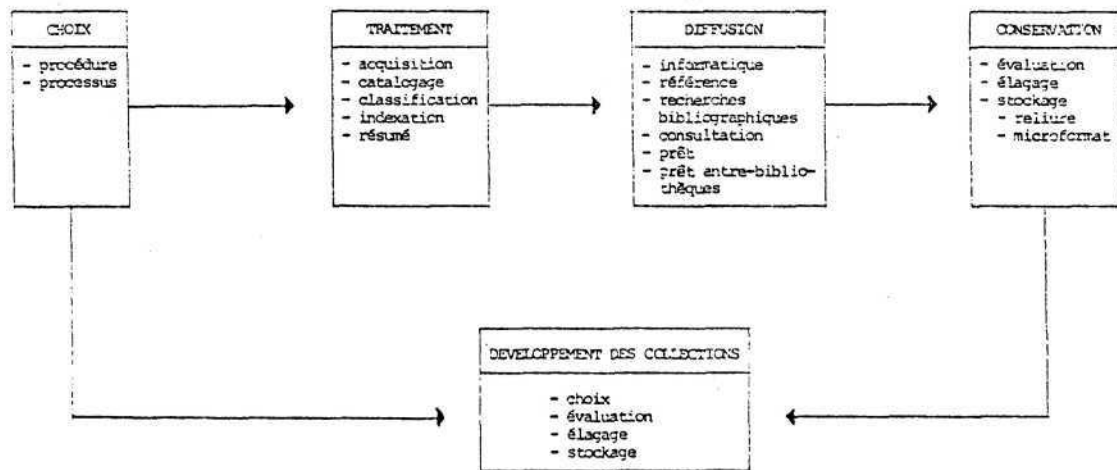 CHOIX
- procédure
- processus
TRAITEMENT
- acquisition
- catalogage
- classification
- indexation
- résumé
DIFFUSION
- informatique
- référence
- recherches
bibliographiques
- consultation
- prêt
- prêt entre-biblio-
thèques
CONSERVATION
- évaluation
- élagage
- stockage
- reliure
- microformat
DEVELOPPEMENT DES COLLECTIONS
- choix
- évaluation
- élagage
- stockage